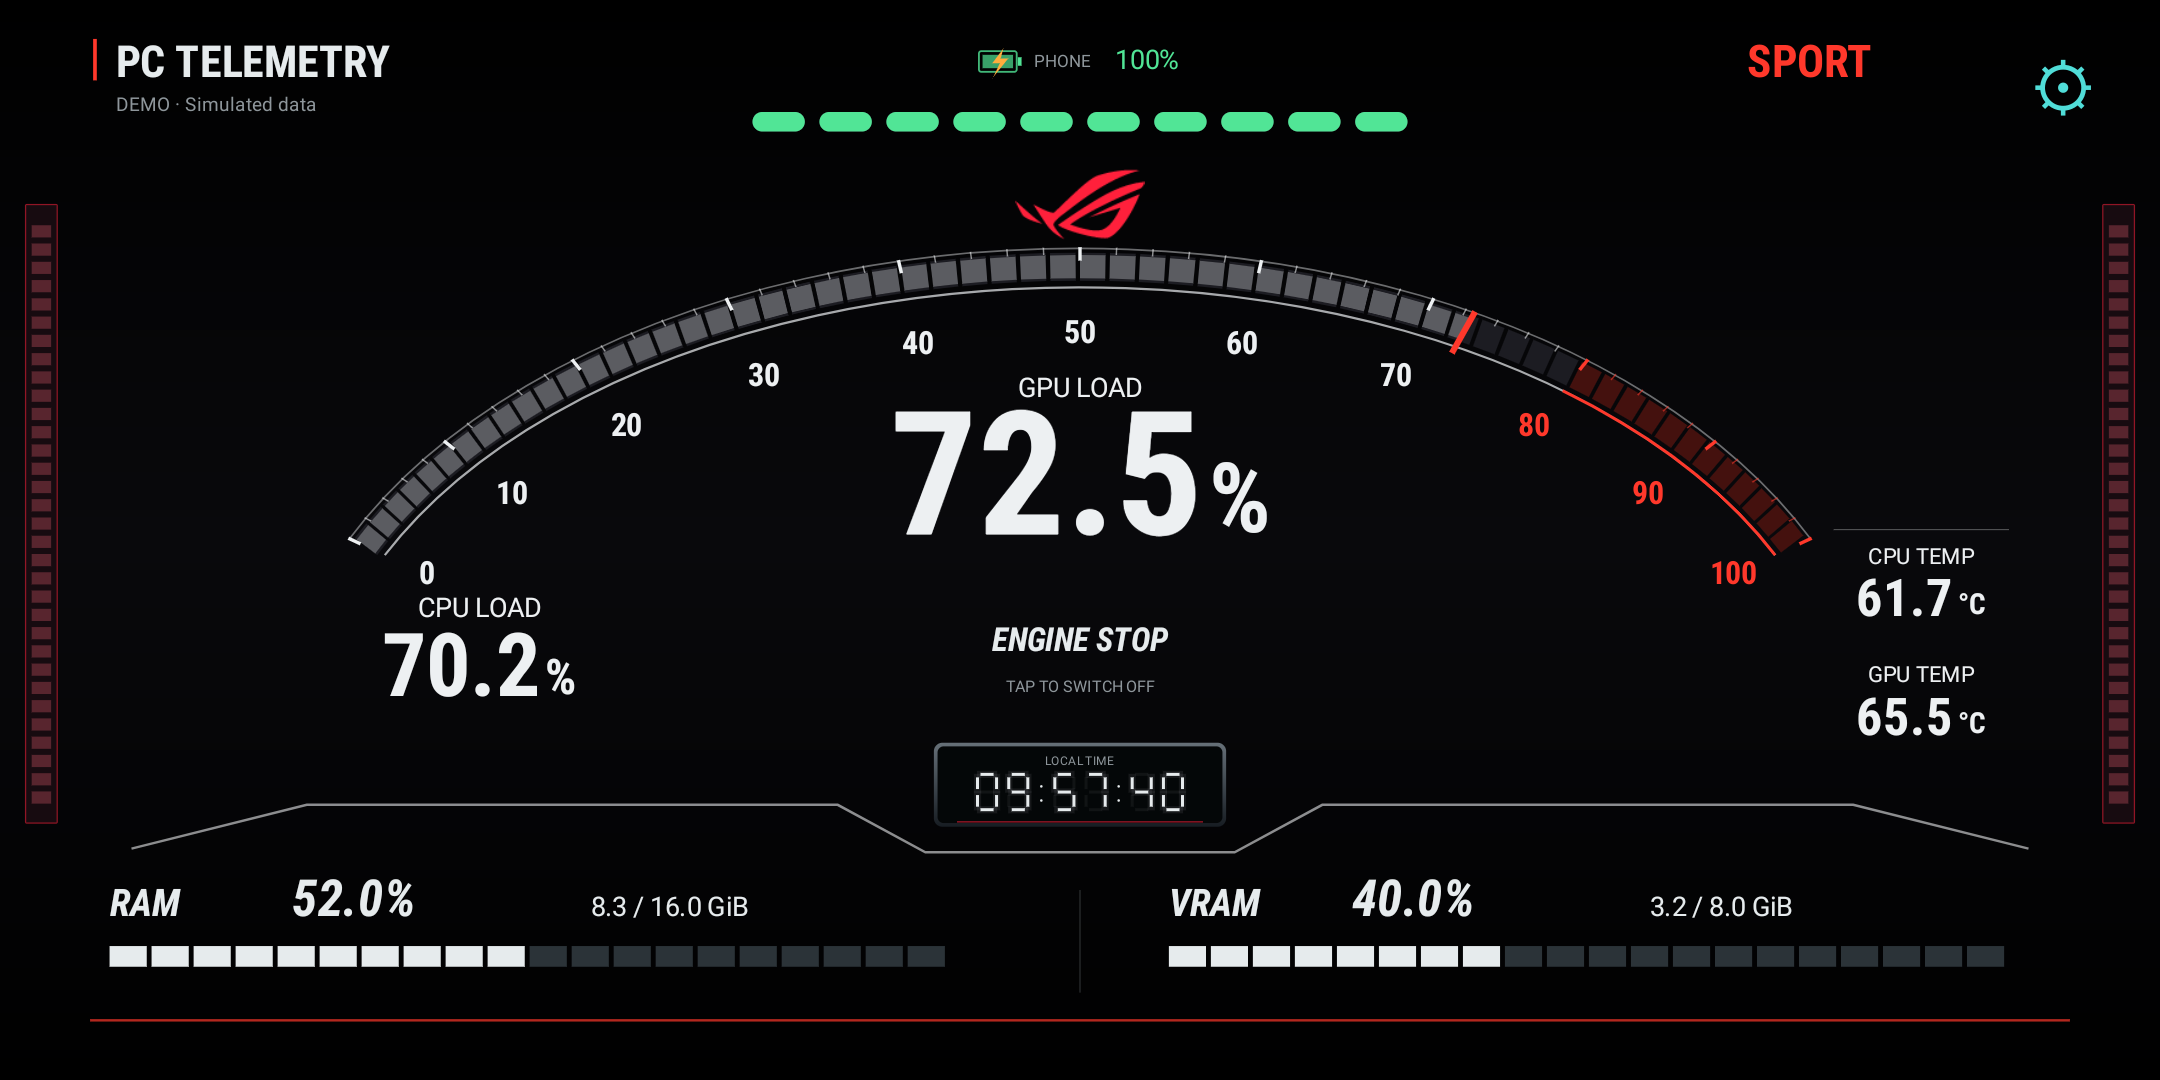 PC TELEMETRY
DEMO · Simulated data
PHONE 100%
SPORT
0
10
20
30
40
50
60
70
80
90
100
GPU LOAD
72.5%
CPU LOAD
70.2%
ENGINE STOP
TAP TO SWITCH OFF
CPU TEMP
61.7 °C
GPU TEMP
65.5 °C
LOCAL TIME
09:57:40
RAM 52.0% 8.3 / 16.0 GiB
VRAM 40.0% 3.2 / 8.0 GiB